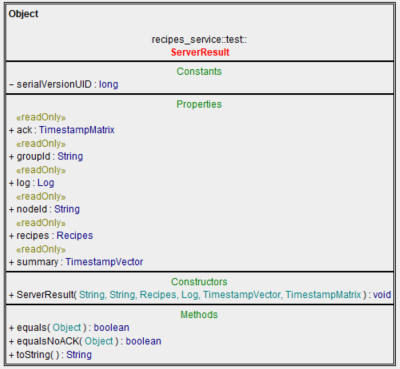 Object
recipes_service::test::
ServerResult
Constants
– serialVersionUID : long
Properties
«readOnly»
+ ack : TimestampMatrix
«readOnly»
+ groupId : String
«readOnly»
+ log : Log
«readOnly»
+ nodeId : String
«readOnly»
+ recipes : Recipes
«readOnly»
+ summary : TimestampVector
Constructors
+ ServerResult( String, String, Recipes, Log, TimestampVector, TimestampMatrix ) : void
Methods
+ equals( Object ) : boolean
+ equalsNoACK( Object ) : boolean
+ toString( ) : String